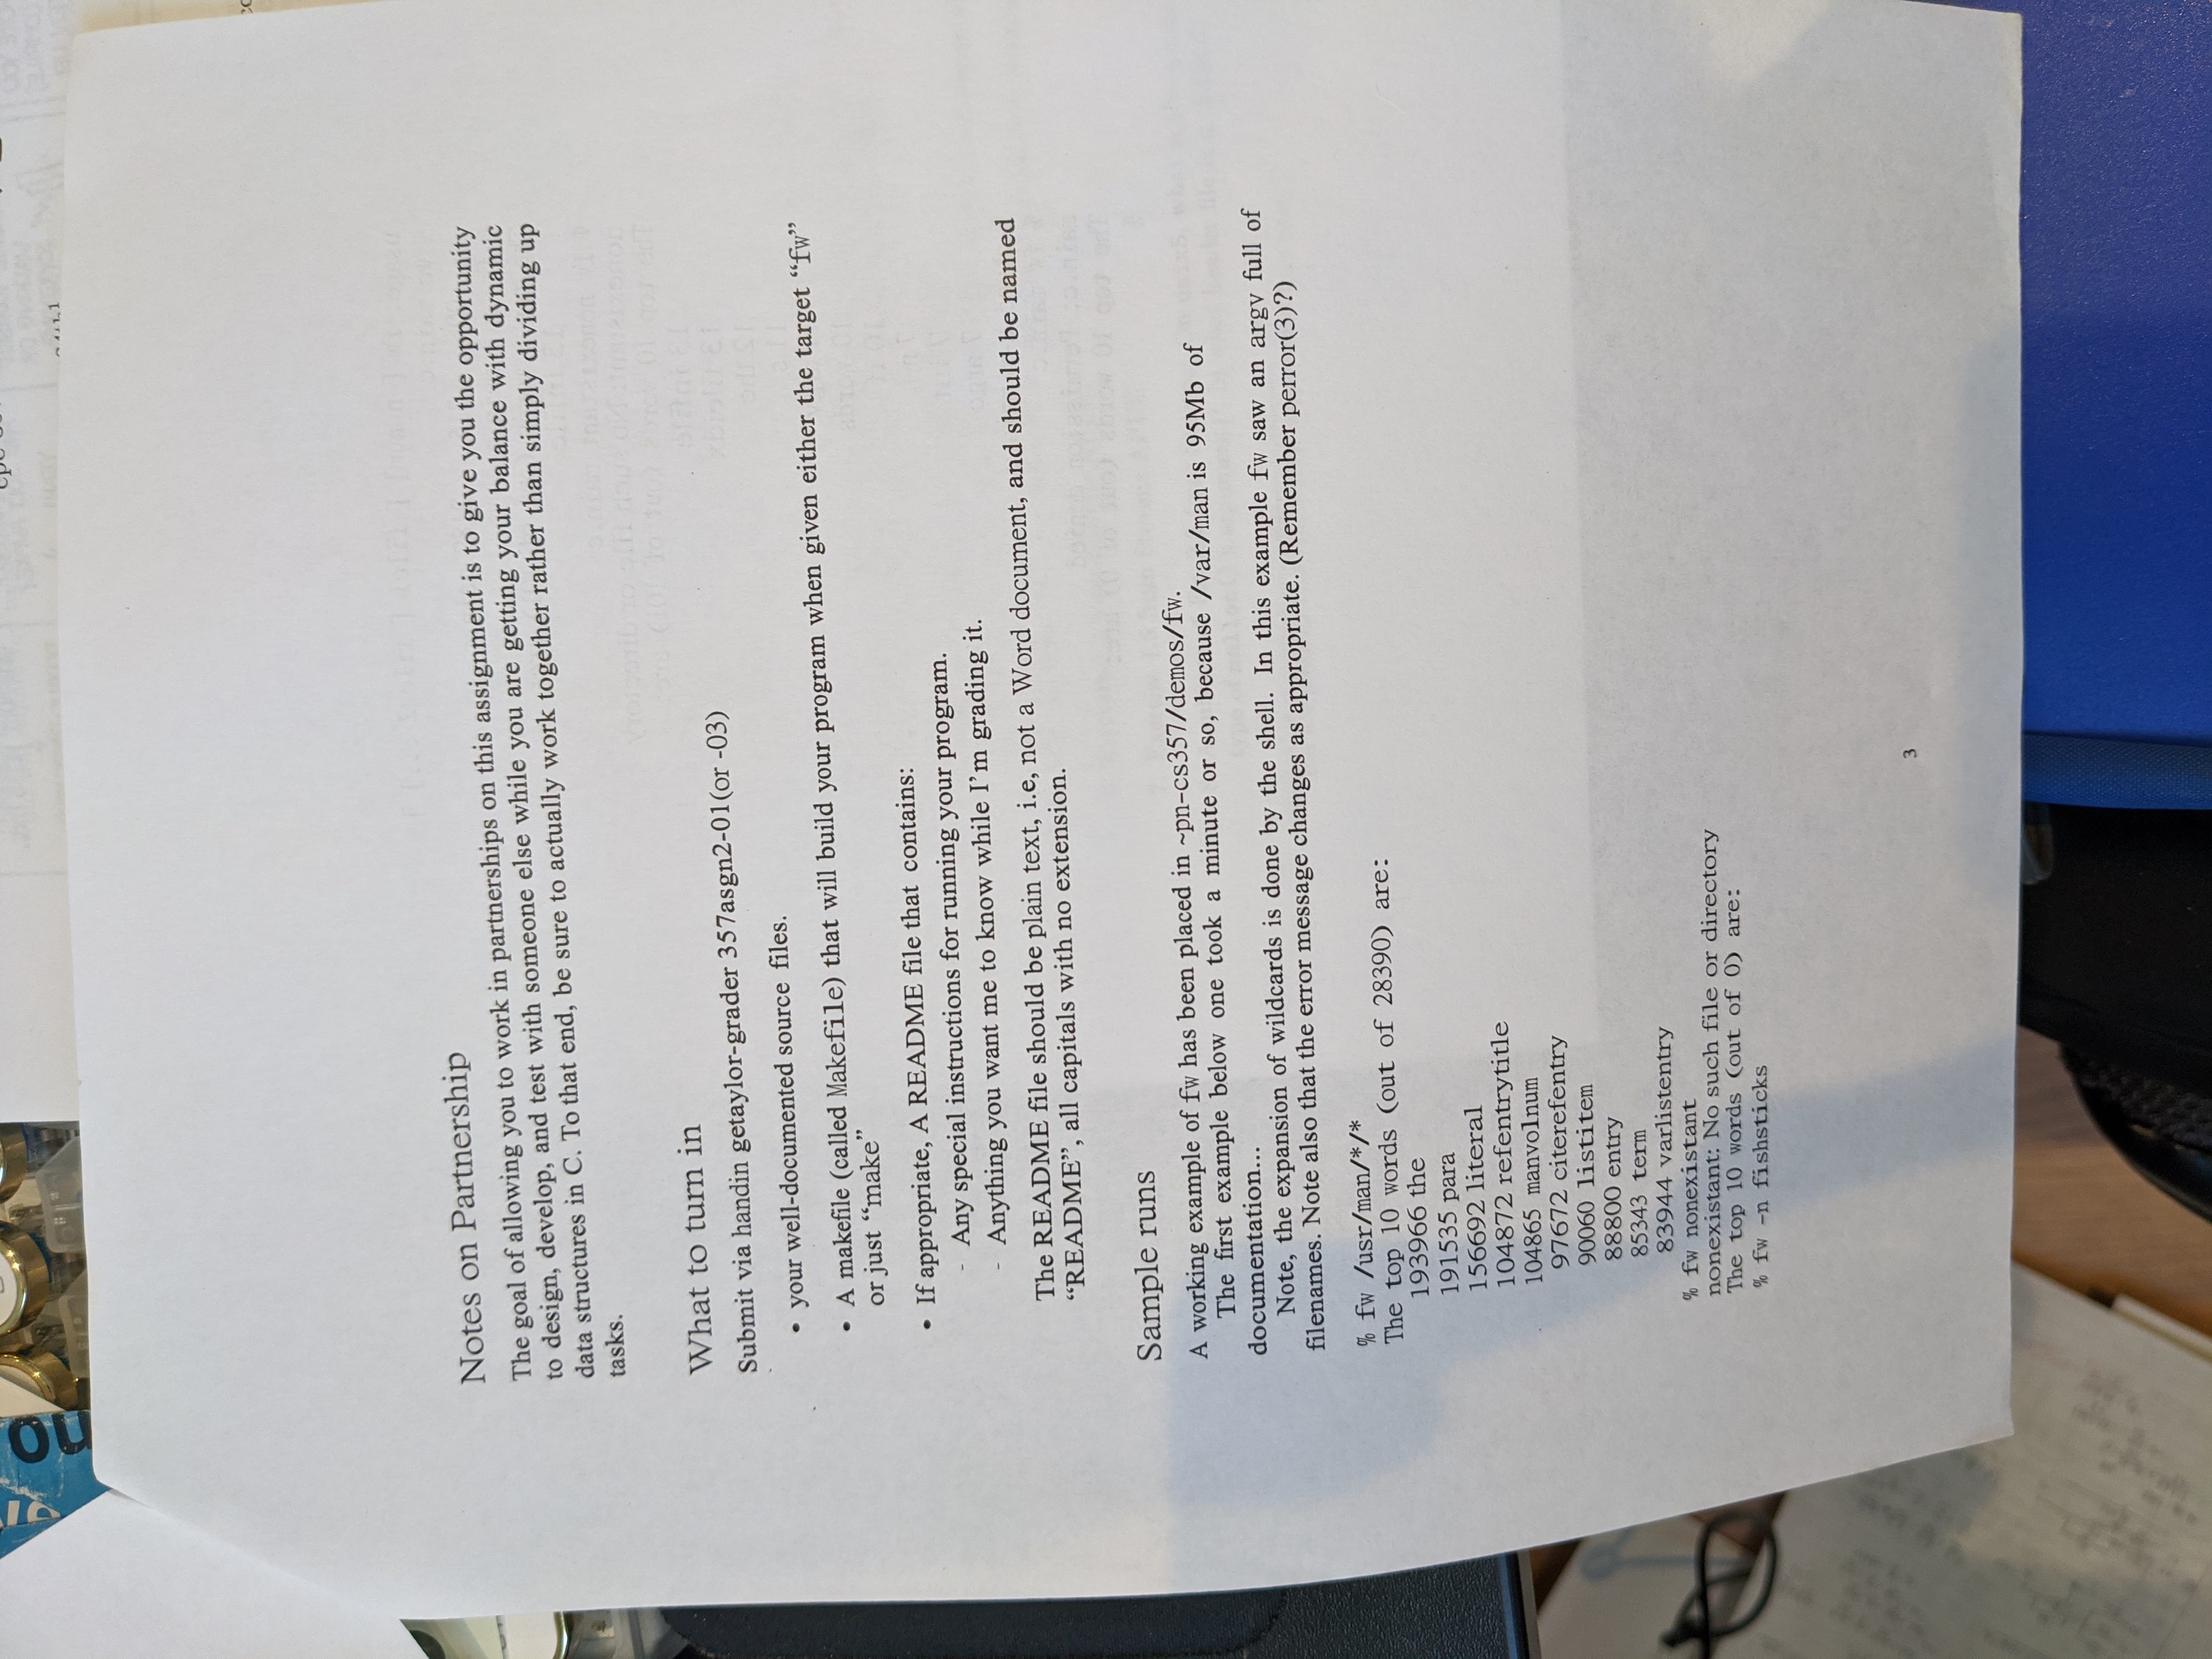 Notes on Partnership
The goal of allowing you to work in partnerships on this assignment is to give you the opportunity
to design, develop, and test with someone else while you are getting your balance with dynamic
data structures in C. To that end, be sure to actually work together rather than simply dividing up
tasks.
What to turn in
Submit via handin getaylor-grader 357asgn2-01(or -03)
• your well-documented source files.
• A makefile (called Makefile) that will build your program when given either the target “fw”
or just “make”
• If appropriate, A README file that contains:
- Any special instructions for running your program.
- Anything you want me to know while I’m grading it.
The README file should be plain text, i.e, not a Word document, and should be named
“README”, all capitals with no extension.
Sample runs
A working example of fw has been placed in ~pn-cs357/demos/fw.
The first example below one took a minute or so, because /var/man is 95Mb of
documentation...
Note, the expansion of wildcards is done by the shell. In this example fw saw an argv full of
filenames. Note also that the error message changes as appropriate. (Remember perror(3)?)
% fw /usr/man/*/*
The top 10 words (out of 28390) are:
193966 the
191535 para
156692 literal
104872 refentrytitle
104865 manvolnum
97672 citerefentry
90060 listitem
88800 entry
85343 term
83944 varlistentry
% fw nonexistant
nonexistant: No such file or directory
The top 10 words (out of 0) are:
% fw -n fishsticks
3